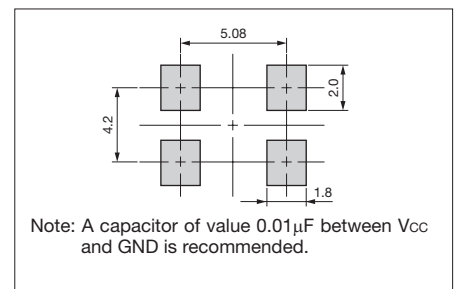 5.08
4.2
2.0
1.8
Note: A capacitor of value 0.01μF between Vcc
and GND is recommended.